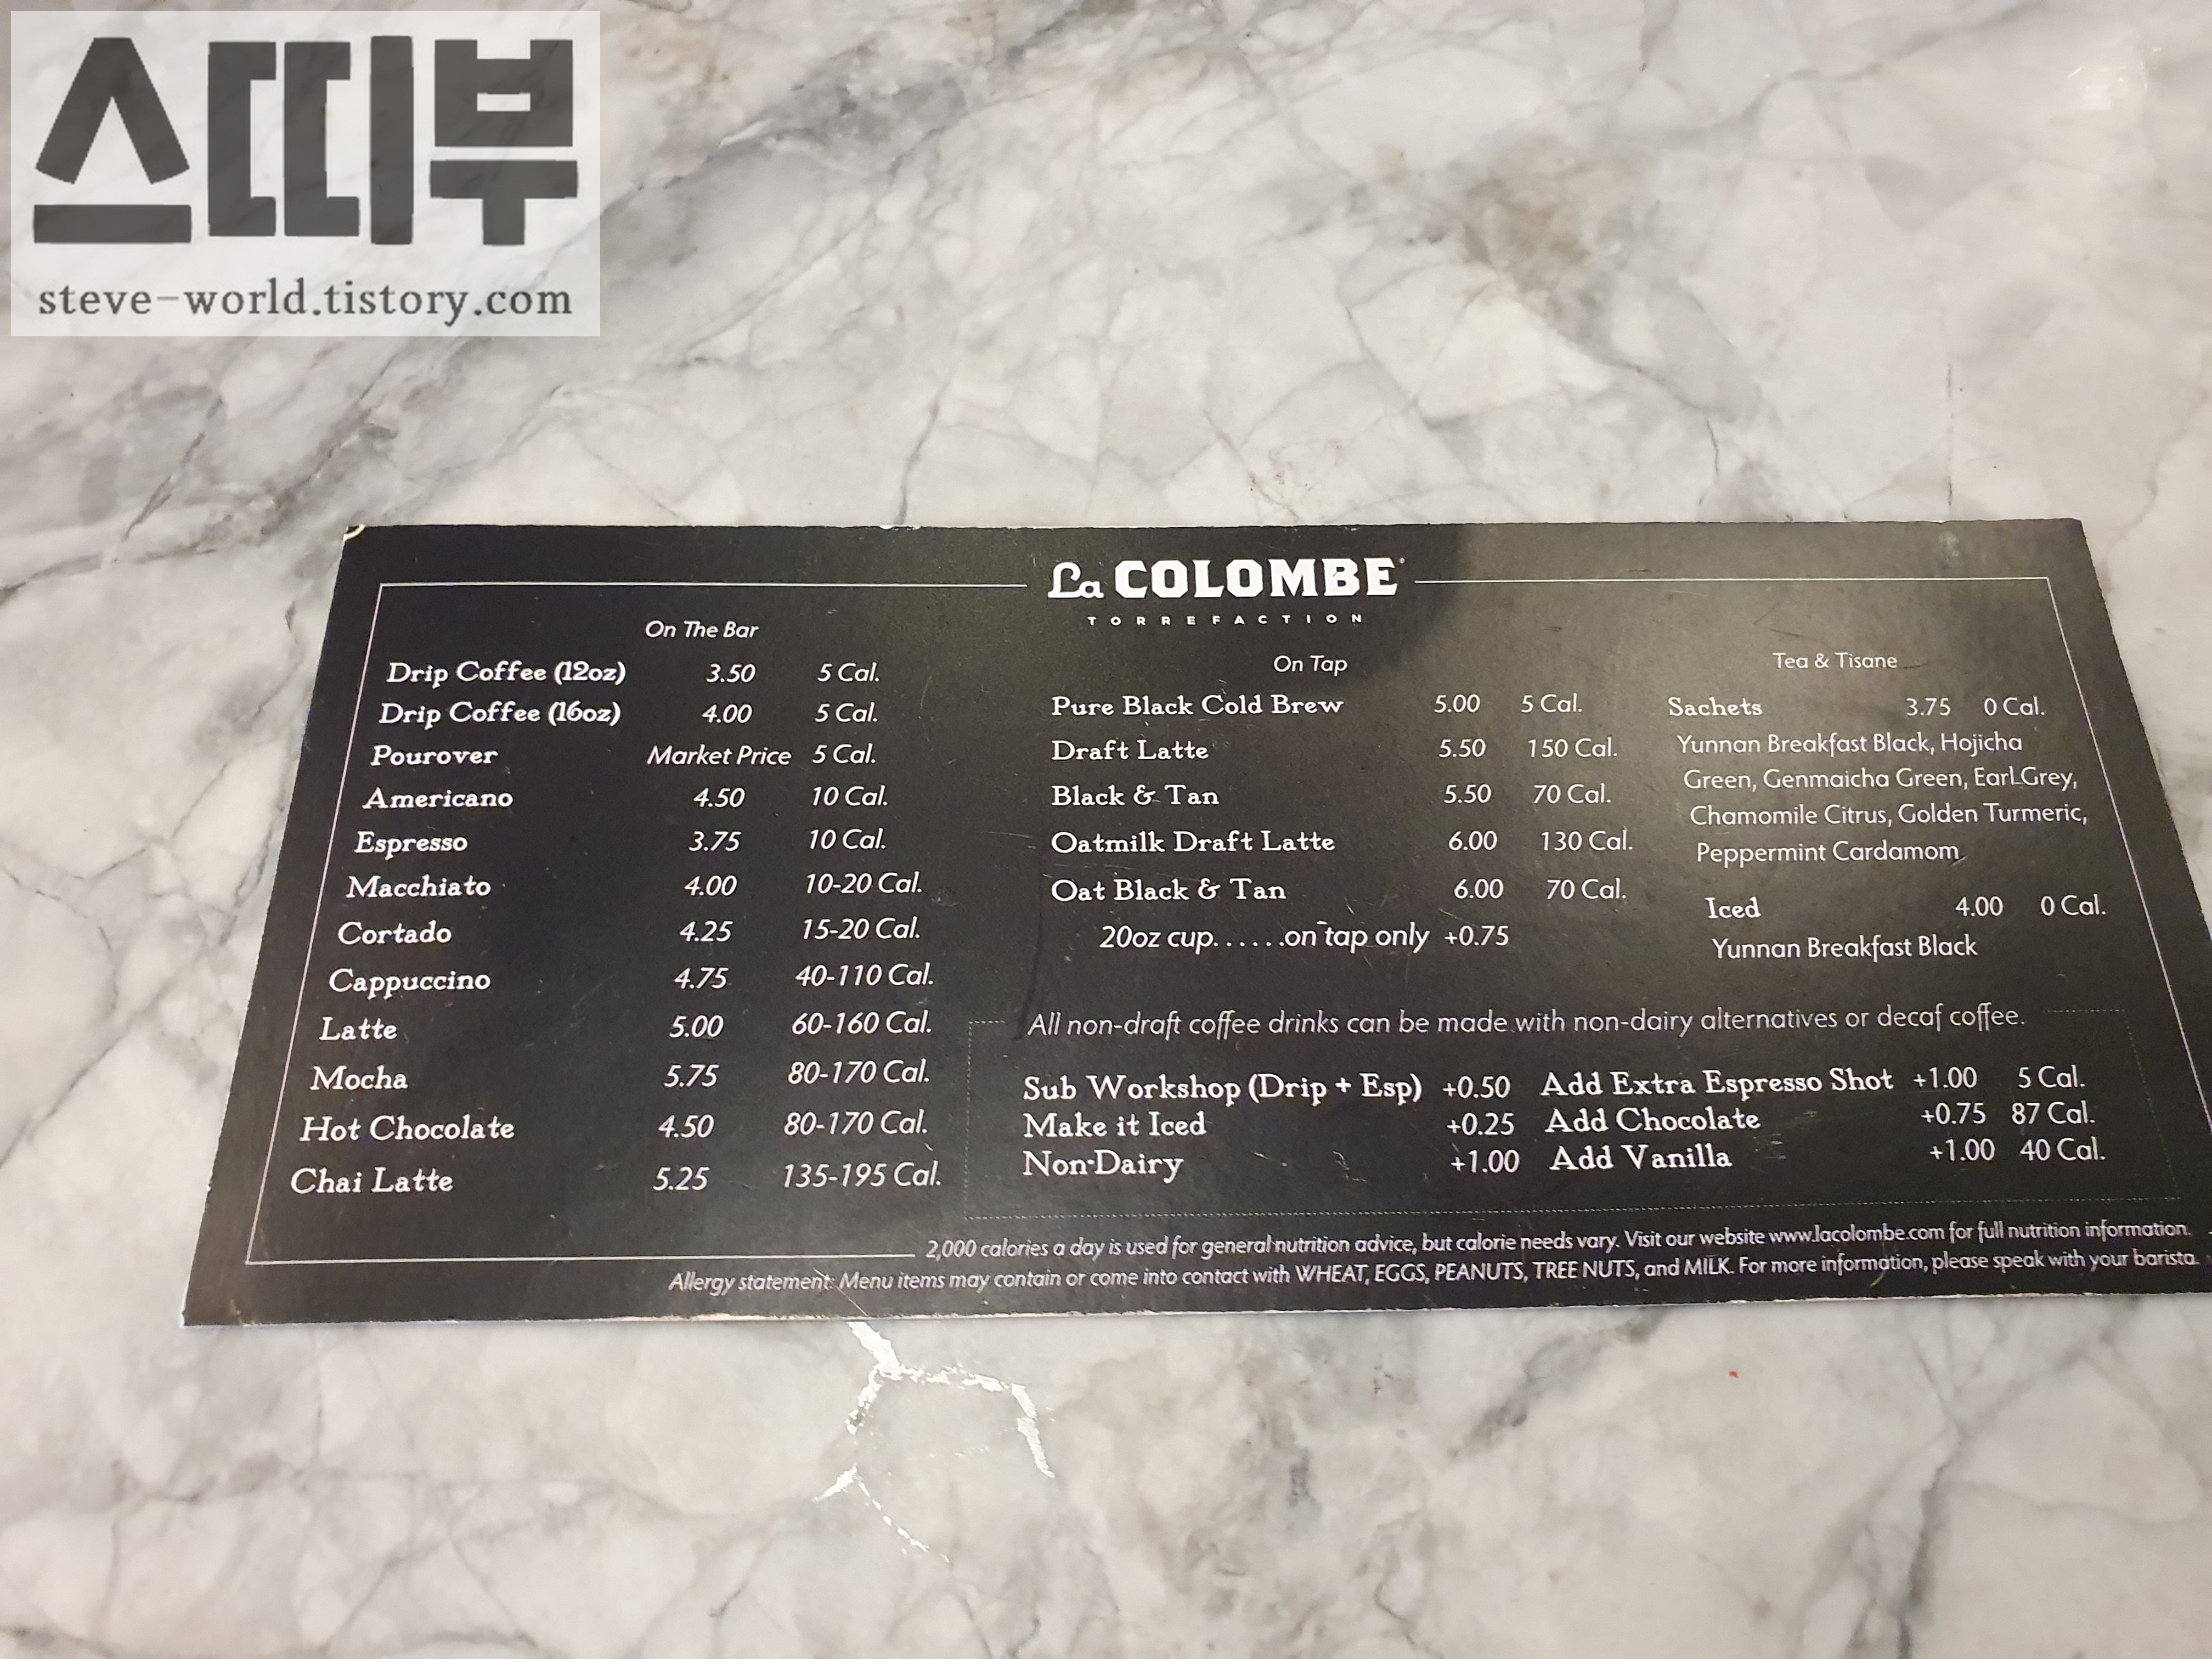 스띠부
steve-world.tistory.com
La COLOMBE
TORREFACTION
On The Bar
Drip Coffee (12oz) 3.50 5 Cal.
Drip Coffee (16oz) 4.00 5 Cal.
Pourover Market Price 5 Cal.
Americano 4.50 10 Cal.
Espresso 3.75 10 Cal.
Macchiato 4.00 10-20 Cal.
Cortado 4.25 15-20 Cal.
Cappuccino 4.75 40-110 Cal.
Latte 5.00 60-160 Cal.
Mocha 5.75 80-170 Cal.
Hot Chocolate 4.50 80-170 Cal.
Chai Latte 5.25 135-195 Cal.
On Tap
Pure Black Cold Brew 5.00 5 Cal.
Draft Latte 5.50 150 Cal.
Black & Tan 5.50 70 Cal.
Oatmilk Draft Latte 6.00 130 Cal.
Oat Black & Tan 6.00 70 Cal.
20oz cup......on tap only +0.75
Tea & Tisane
Sachets 3.75 0 Cal.
Yunnan Breakfast Black, Hojicha
Green, Genmaicha Green, Earl Grey,
Chamomile Citrus, Golden Turmeric,
Peppermint Cardamom
Iced 4.00 0 Cal.
Yunnan Breakfast Black
All non-draft coffee drinks can be made with non-dairy alternatives or decaf coffee.
Sub Workshop (Drip + Esp) +0.50 Add Extra Espresso Shot +1.00 5 Cal.
Make it Iced +0.25 Add Chocolate +0.75 87 Cal.
Non-Dairy +1.00 Add Vanilla +1.00 40 Cal.
2,000 calories a day is used for general nutrition advice, but calorie needs vary. Visit our website www.lacolombe.com for full nutrition information.
Allergy statement: Menu items may contain or come into contact with WHEAT, EGGS, PEANUTS, TREE NUTS, and MILK. For more information, please speak with your barista.